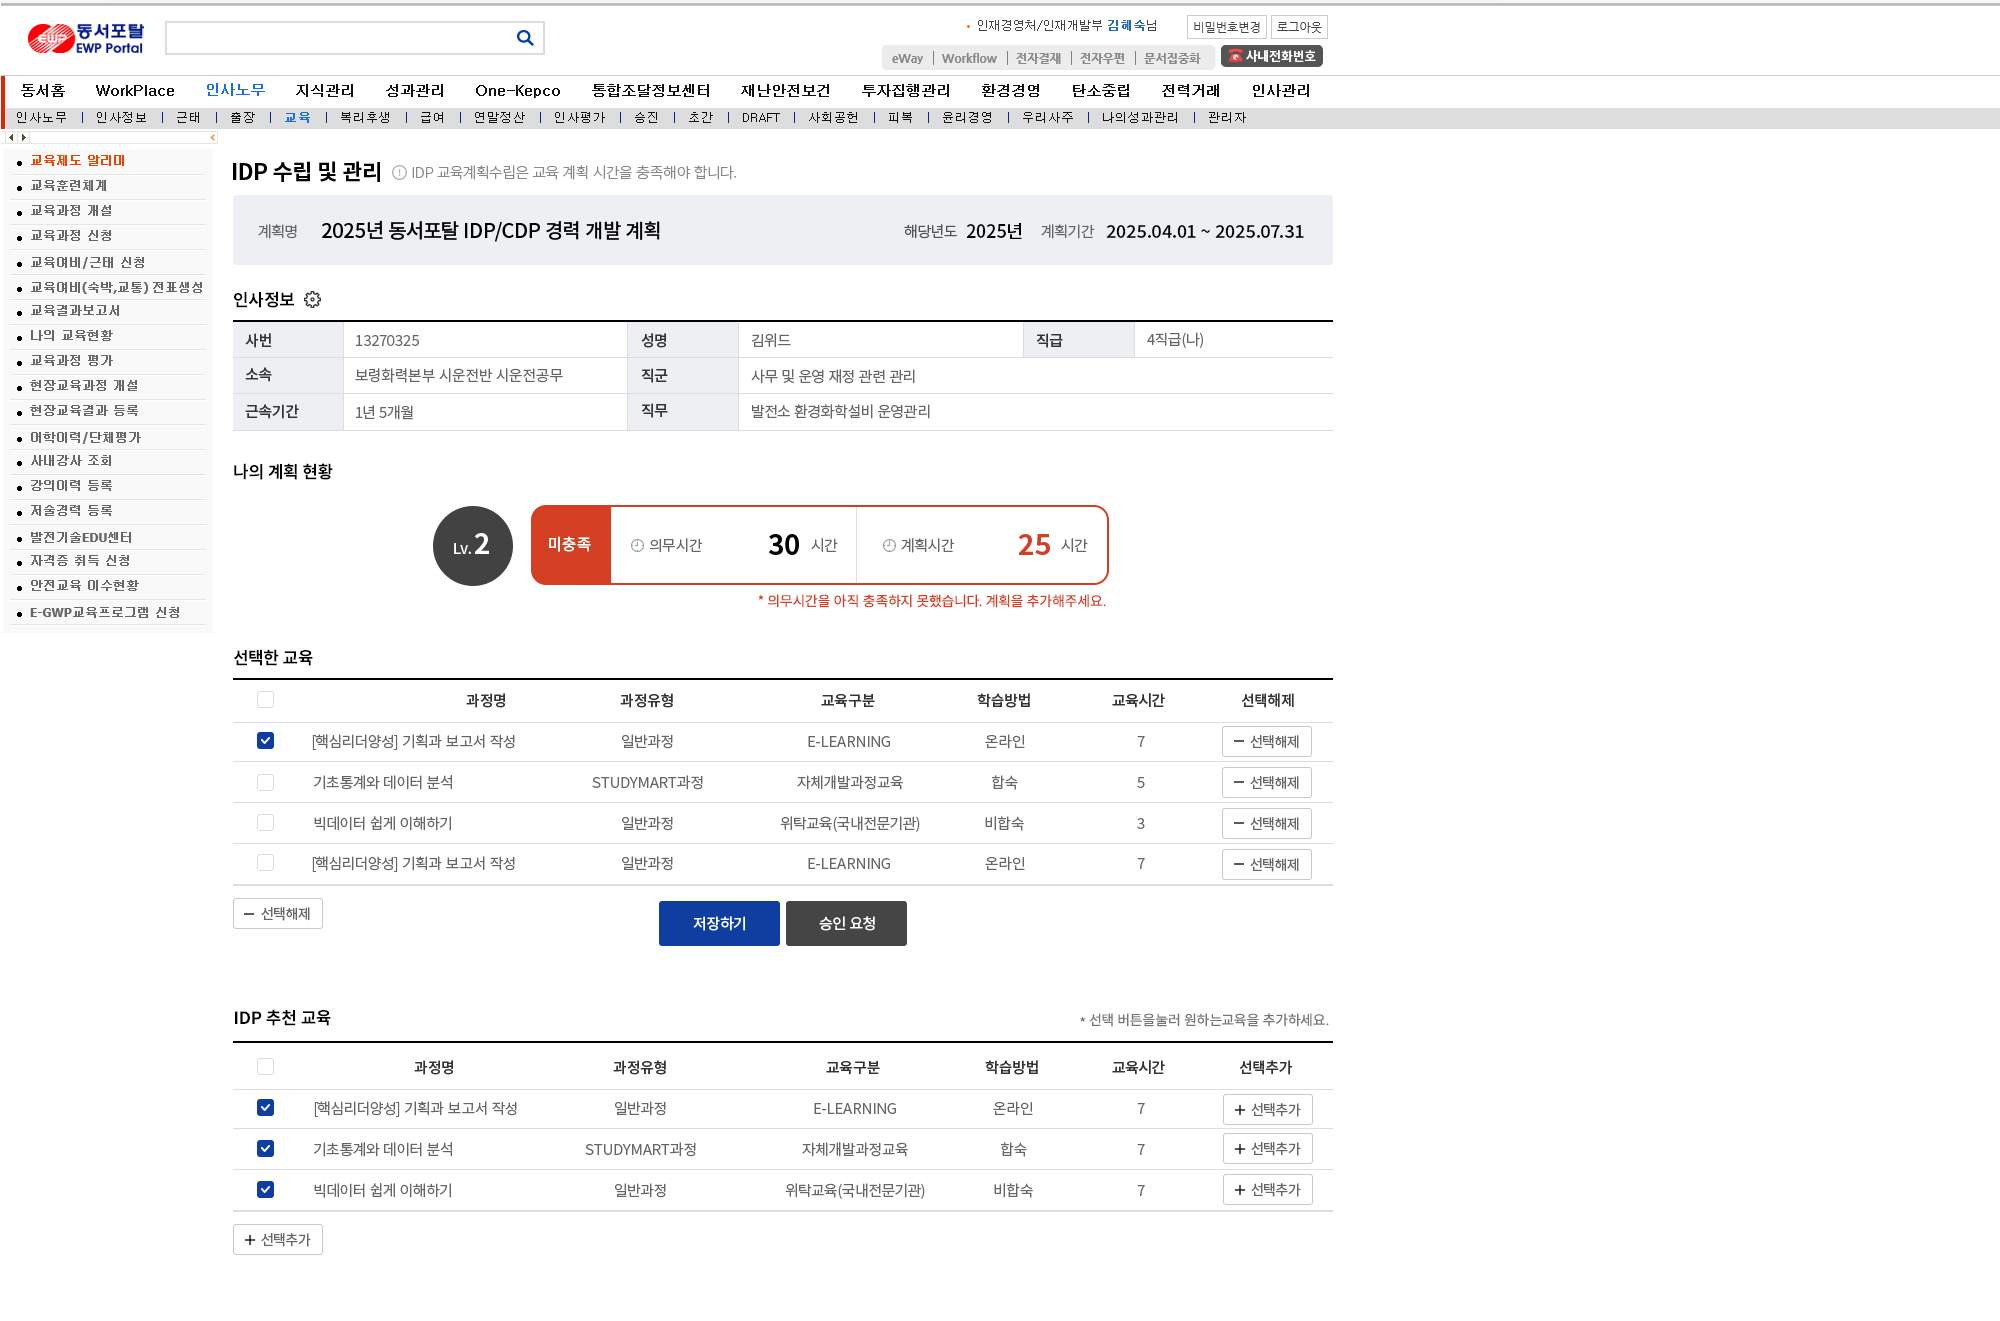 EWP 동서포탈 EWP Portal
인재경영처/인재개발부 김혜숙님 비밀번호변경 로그아웃
eWay Workflow 전자결재 전자우편 문서집중화 사내전화번호
동서홈 WorkPlace 인사노무 지식관리 성과관리 One-Kepco 통합조달정보센터 재난안전보건 투자집행관리 환경경영 탄소중립 전력거래 인사관리
인사노무 인사정보 근태 출장 교육 복리후생 급여 연말정산 인사평가 승진 초간 DRAFT 사회공헌 피복 윤리경영 우리사주 나의성과관리 관리자
교육제도 알리미
교육훈련체계
교육과정 개설
교육과정 신청
교육여비/근태 신청
교육여비(숙박,교통) 전표생성
교육결과보고서
나의 교육현황
교육과정 평가
현장교육과정 개설
현장교육결과 등록
어학이력/단체평가
사내강사 조회
강의이력 등록
저술경력 등록
발전기술EDU센터
자격증 취득 신청
안전교육 이수현황
E-GWP교육프로그램 신청
IDP 수립 및 관리 IDP 교육계획수립은 교육 계획 시간을 충족해야 합니다.
계획명 2025년 동서포탈 IDP/CDP 경력 개발 계획 해당년도 2025년 계획기간 2025.04.01 ~ 2025.07.31
인사정보
사번 13270325 성명 김위드 직급 4직급(나)
소속 보령화력본부 시운전반 시운전공무 직군 사무 및 운영 재정 관련 관리
근속기간 1년 5개월 직무 발전소 환경화학설비 운영관리
나의 계획 현황
Lv.2 미충족 의무시간 30 시간 계획시간 25 시간
* 의무시간을 아직 충족하지 못했습니다. 계획을 추가해주세요.
선택한 교육
과정명 과정유형 교육구분 학습방법 교육시간 선택해제
[핵심리더양성] 기획과 보고서 작성 일반과정 E-LEARNING 온라인 7 선택해제
기초통계와 데이터 분석 STUDYMART과정 자체개발과정교육 합숙 5 선택해제
빅데이터 쉽게 이해하기 일반과정 위탁교육(국내전문기관) 비합숙 3 선택해제
[핵심리더양성] 기획과 보고서 작성 일반과정 E-LEARNING 온라인 7 선택해제
선택해제 저장하기 승인 요청
IDP 추천 교육 * 선택 버튼을눌러 원하는교육을 추가하세요.
과정명 과정유형 교육구분 학습방법 교육시간 선택추가
[핵심리더양성] 기획과 보고서 작성 일반과정 E-LEARNING 온라인 7 선택추가
기초통계와 데이터 분석 STUDYMART과정 자체개발과정교육 합숙 7 선택추가
빅데이터 쉽게 이해하기 일반과정 위탁교육(국내전문기관) 비합숙 7 선택추가
선택추가